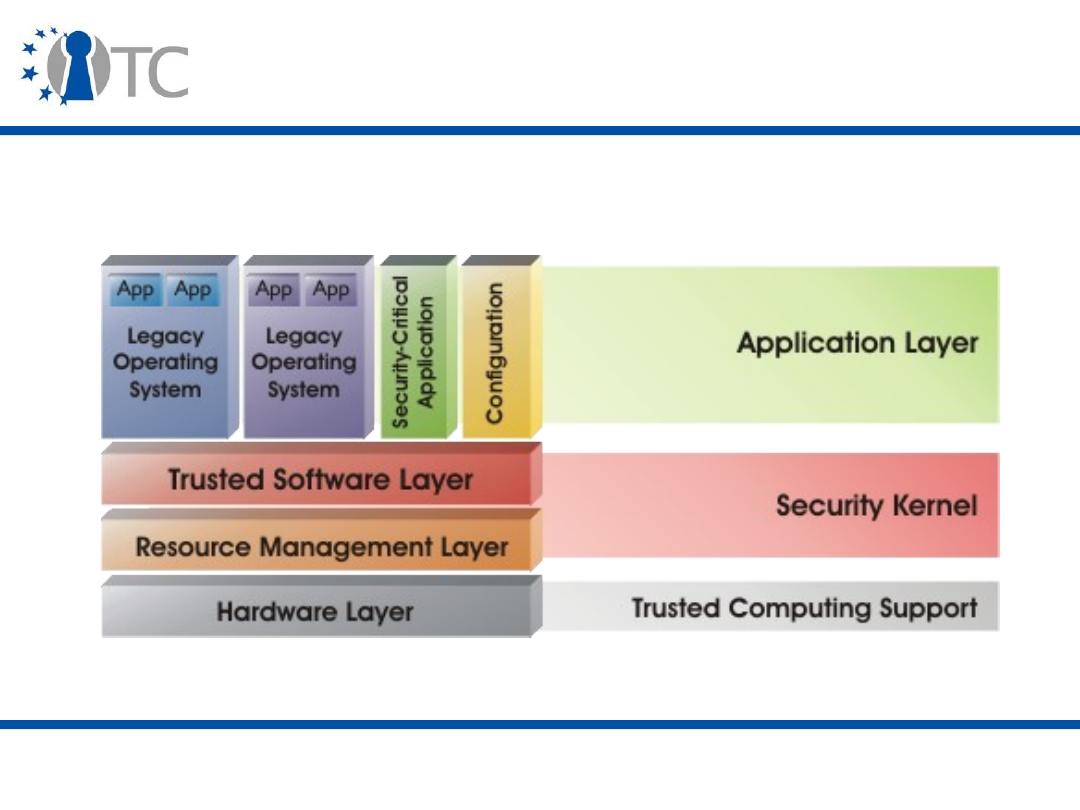 TC
App App
Legacy
Operating
System
App App
Legacy
Operating
System
Security-Critical
Application
Configuration
Application Layer
Trusted Software Layer
Security Kernel
Resource Management Layer
Hardware Layer
Trusted Computing Support